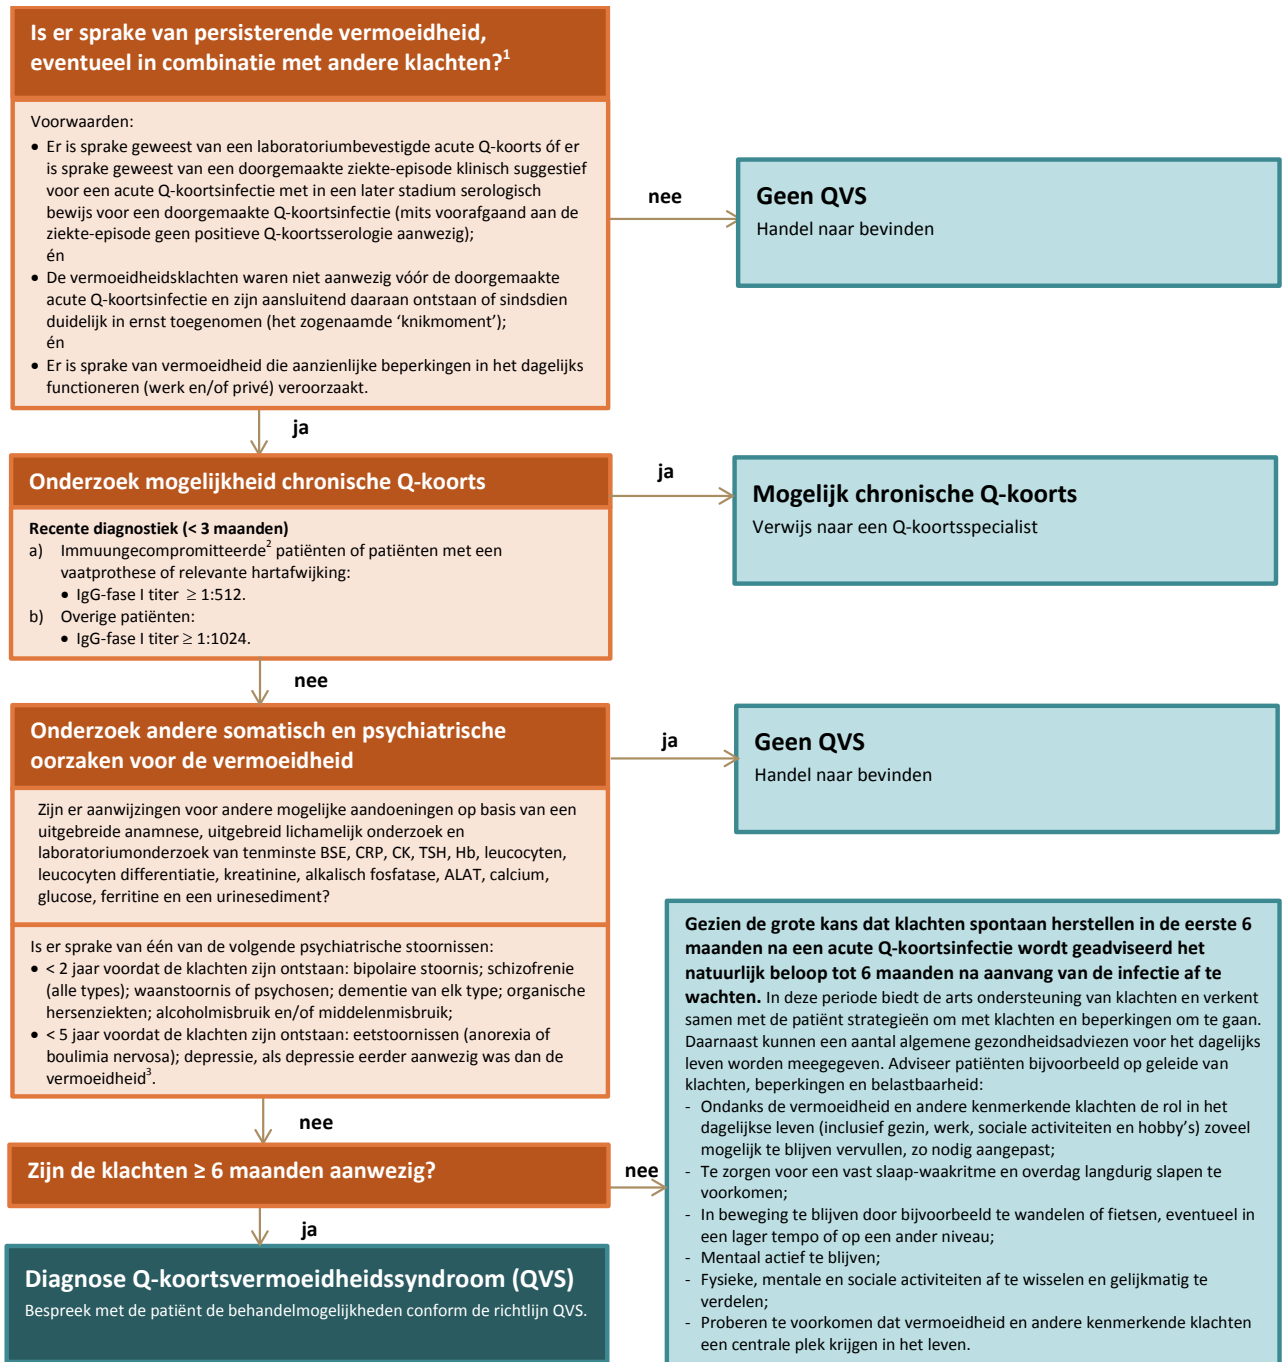 Is er sprake van persisterende vermoeidheid,
eventueel in combinatie met andere klachten?1
Voorwaarden:
• Er is sprake geweest van een laboratoriumbevestigde acute Q-koorts óf er
is sprake geweest van een doorgemaakte ziekte-episode klinisch suggestief
voor een acute Q-koortsinfectie met in een later stadium serologisch
bewijs voor een doorgemaakte Q-koortsinfectie (mits voorafgaand aan de
ziekte-episode geen positieve Q-koortsserologie aanwezig);
én
• De vermoeidheidsklachten waren niet aanwezig vóór de doorgemaakte
acute Q-koortsinfectie en zijn aansluitend daaraan ontstaan of sindsdien
duidelijk in ernst toegenomen (het zogenaamde ‘knikmoment’);
én
• Er is sprake van vermoeidheid die aanzienlijke beperkingen in het dagelijks
functioneren (werk en/of privé) veroorzaakt.
nee
Geen QVS
Handel naar bevinden
ja
Onderzoek mogelijkheid chronische Q-koorts
Recente diagnostiek (< 3 maanden)
a) Immuungecompromitteerde2 patiënten of patiënten met een
vaatprothese of relevante hartafwijking:
• IgG-fase I titer ≥ 1:512.
b) Overige patiënten:
• IgG-fase I titer ≥ 1:1024.
ja
Mogelijk chronische Q-koorts
Verwijs naar een Q-koortsspecialist
nee
Onderzoek andere somatisch en psychiatrische
oorzaken voor de vermoeidheid
Zijn er aanwijzingen voor andere mogelijke aandoeningen op basis van een
uitgebreide anamnese, uitgebreid lichamelijk onderzoek en
laboratoriumonderzoek van tenminste BSE, CRP, CK, TSH, Hb, leucocyten,
leucocyten differentiatie, kreatinine, alkalisch fosfatase, ALAT, calcium,
glucose, ferritine en een urinesediment?
Is er sprake van één van de volgende psychiatrische stoornissen:
• < 2 jaar voordat de klachten zijn ontstaan: bipolaire stoornis; schizofrenie
(alle types); waanstoornis of psychosen; dementie van elk type; organische
hersenziekten; alcoholmisbruik en/of middelenmisbruik;
• < 5 jaar voordat de klachten zijn ontstaan: eetstoornissen (anorexia of
boulimia nervosa); depressie, als depressie eerder aanwezig was dan de
vermoeidheid3.
ja
Geen QVS
Handel naar bevinden
nee
Zijn de klachten ≥ 6 maanden aanwezig?
nee
Gezien de grote kans dat klachten spontaan herstellen in de eerste 6
maanden na een acute Q-koortsinfectie wordt geadviseerd het
natuurlijk beloop tot 6 maanden na aanvang van de infectie af te
wachten. In deze periode biedt de arts ondersteuning van klachten en verkent
samen met de patiënt strategieën om met klachten en beperkingen om te gaan.
Daarnaast kunnen een aantal algemene gezondheidsadviezen voor het dagelijks
leven worden meegegeven. Adviseer patiënten bijvoorbeeld op geleide van
klachten, beperkingen en belastbaarheid:
- Ondanks de vermoeidheid en andere kenmerkende klachten de rol in het
dagelijkse leven (inclusief gezin, werk, sociale activiteiten en hobby’s) zoveel
mogelijk te blijven vervullen, zo nodig aangepast;
- Te zorgen voor een vast slaap-waakritme en overdag langdurig slapen te
voorkomen;
- In beweging te blijven door bijvoorbeeld te wandelen of fietsen, eventueel in
een lager tempo of op een ander niveau;
- Mentaal actief te blijven;
- Fysieke, mentale en sociale activiteiten af te wisselen en gelijkmatig te
verdelen;
- Proberen te voorkomen dat vermoeidheid en andere kenmerkende klachten
een centrale plek krijgen in het leven.
ja
Diagnose Q-koortsvermoeidheidssyndroom (QVS)
Bespreek met de patiënt de behandelmogelijkheden conform de richtlijn QVS.